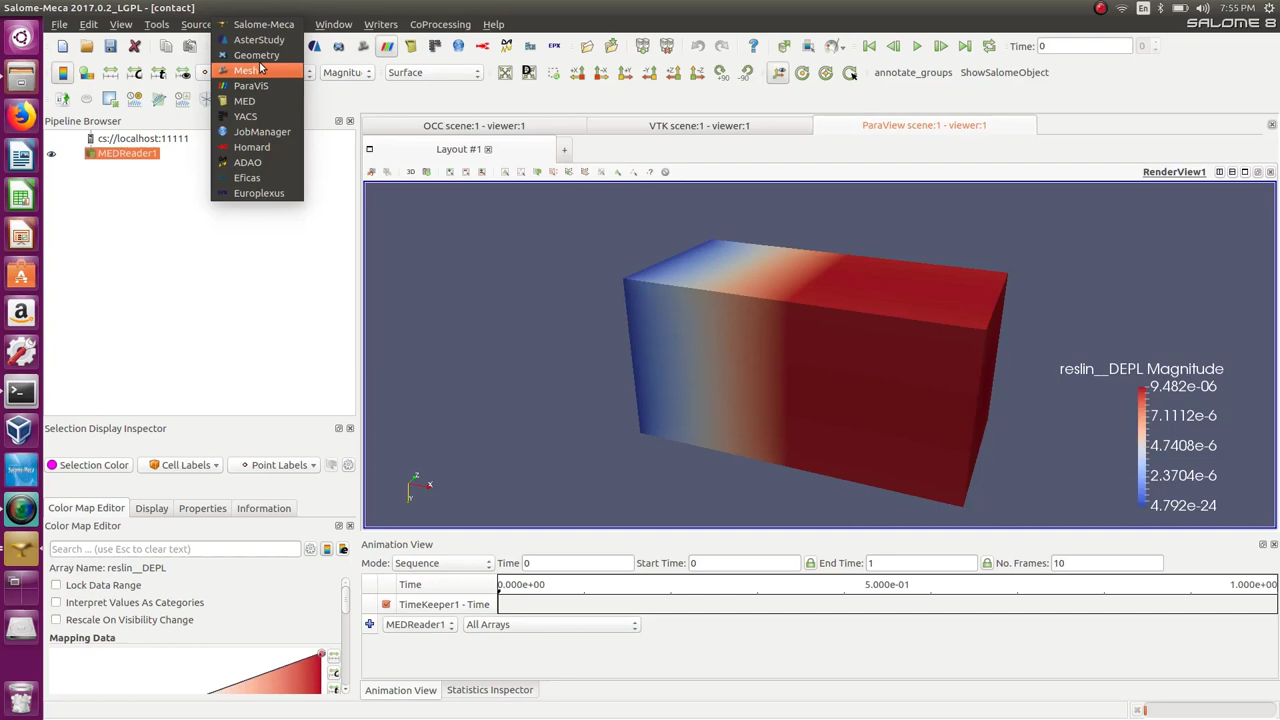 Salome-Meca 2017.0.2_LGPL - [contact]
En
7:55 PM
File Edit View Tools Source Window Writers CoProcessing Help
SALOME 8
Salome-Meca
AsterStudy
Geometry
Mesh
ParaViS
MED
YACS
JobManager
Homard
ADAO
Eficas
Europlexus
EPX
Time: 0
Magnitu
Surface
annotate_groups
ShowSalomeObject
Pipeline Browser
cs://localhost:11111
MEDReader1
OCC scene:1 - viewer:1
VTK scene:1 - viewer:1
ParaView scene:1 - viewer:1
Layout #1
3D
RenderView1
reslin__DEPL Magnitude
9.482e-06
7.1112e-6
4.7408e-6
2.3704e-6
4.792e-24
Z
X
Y
Selection Display Inspector
Selection Color
Cell Labels
Point Labels
Color Map Editor
Display
Properties
Information
Color Map Editor
Search ... (use Esc to clear text)
Array Name: reslin__DEPL
Lock Data Range
Interpret Values As Categories
Rescale On Visibility Change
Mapping Data
Animation View
Mode: Sequence
Time 0
Start Time: 0
End Time: 1
No. Frames: 10
Time
0.000e+00
5.000e-01
1.000e+00
TimeKeeper1 - Time
MEDReader1
All Arrays
Animation View
Statistics Inspector